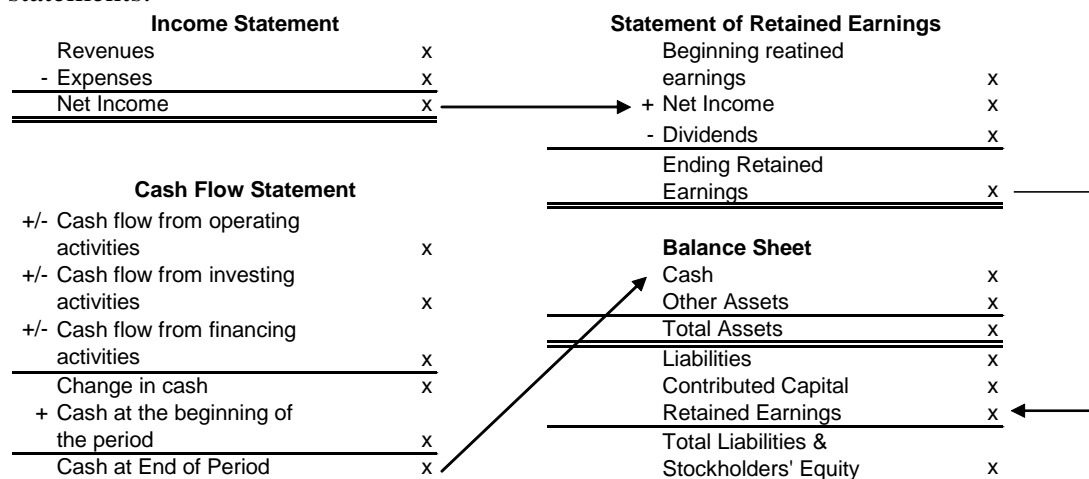 statements.
Income Statement
Revenues x
- Expenses x
Net Income x
Cash Flow Statement
+/- Cash flow from operating
activities x
+/- Cash flow from investing
activities x
+/- Cash flow from financing
activities x
Change in cash x
+ Cash at the beginning of
the period x
Cash at End of Period x
Statement of Retained Earnings
Beginning reatined
earnings x
+ Net Income x
- Dividends x
Ending Retained
Earnings x
Balance Sheet
Cash x
Other Assets x
Total Assets x
Liabilities x
Contributed Capital x
Retained Earnings x
Total Liabilities &
Stockholders' Equity x